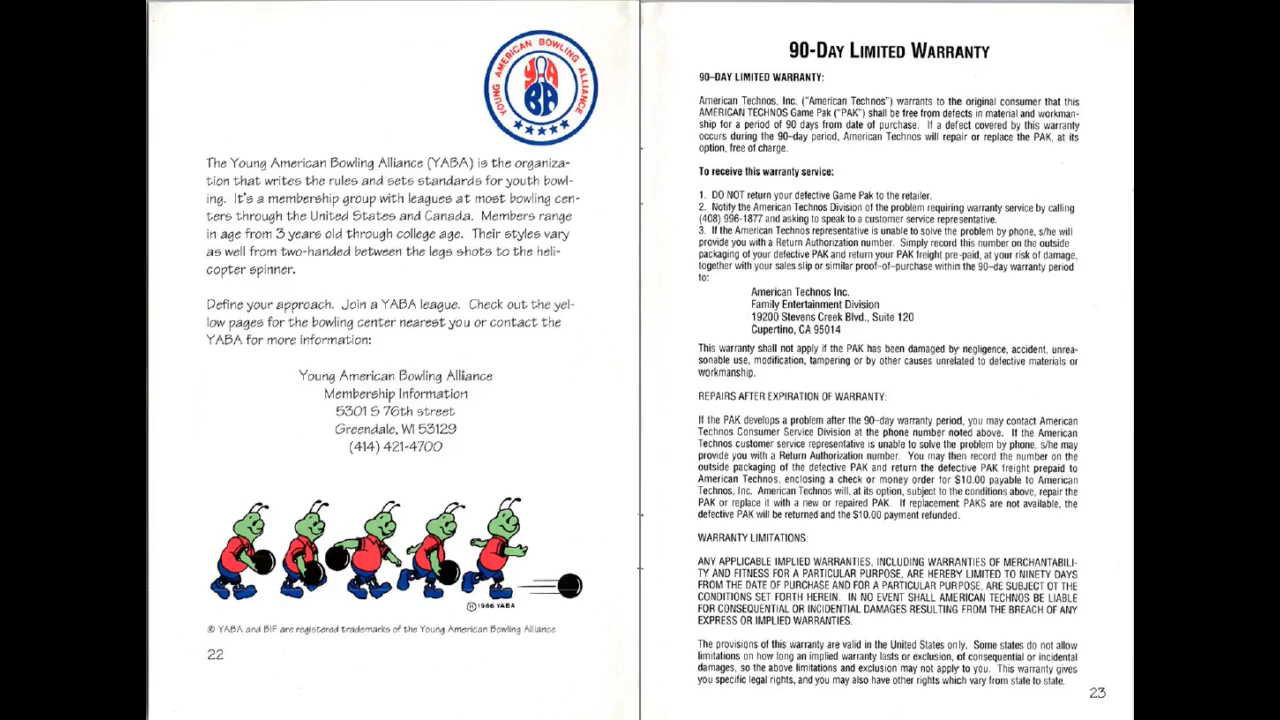 YOUNG AMERICAN BOWLING ALLIANCE
YABA
The Young American Bowling Alliance (YABA) is the organiza-
tion that writes the rules and sets standards for youth bowl-
ing. It's a membership group with leagues at most bowling cen-
ters through the United States and Canada. Members range
in age from 3 years old through college age. Their styles vary
as well from two-handed between the legs shots to the heli-
copter spinner.
Define your approach. Join a YABA league. Check out the yel-
low pages for the bowling center nearest you or contact the
YABA for more information:
Young American Bowling Alliance
Membership Information
5301 S 76th street
Greendale, WI 53129
(414) 421-4700
Ⓗ1986 YABA
® YABA and BIF are registered trademarks of the Young American Bowling Alliance
22
90-DAY LIMITED WARRANTY
90-DAY LIMITED WARRANTY:
American Technos, Inc. ("American Technos") warrants to the original consumer that this
AMERICAN TECHNOS Game Pak ("PAK") shall be free from defects in material and workman-
ship for a period of 90 days from date of purchase. If a defect covered by this warranty
occurs during the 90-day period, American Technos will repair or replace the PAK, at its
option, free of charge.
To receive this warranty service:
1. DO NOT return your defective Game Pak to the retailer.
2. Notify the American Technos Division of the problem requiring warranty service by calling
(408) 996-1877 and asking to speak to a customer service representative.
3. If the American Technos representative is unable to solve the problem by phone, s/he will
provide you with a Return Authorization number. Simply record this number on the outside
packaging of your defective PAK and return your PAK freight pre-paid, at your risk of damage,
together with your sales slip or similar proof-of-purchase within the 90-day warranty period
to:
American Technos Inc.
Family Entertainment Division
19200 Stevens Creek Blvd., Suite 120
Cupertino, CA 95014
This warranty shall not apply if the PAK has been damaged by negligence, accident, unrea-
sonable use, modification, tampering or by other causes unrelated to defective materials or
workmanship.
REPAIRS AFTER EXPIRATION OF WARRANTY:
If the PAK develops a problem after the 90-day warranty period, you may contact American
Technos Consumer Service Division at the phone number noted above. If the American
Technos customer service representative is unable to solve the problem by phone, s/he may
provide you with a Return Authorization number. You may then record the number on the
outside packaging of the defective PAK and return the defective PAK freight prepaid to
American Technos, enclosing a check or money order for $10.00 payable to American
Technos, Inc. American Technos will, at its option, subject to the conditions above, repair the
PAK or replace it with a new or repaired PAK. If replacement PAKS are not available, the
defective PAK will be returned and the $10.00 payment refunded.
WARRANTY LIMITATIONS:
ANY APPLICABLE IMPLIED WARRANTIES, INCLUDING WARRANTIES OF MERCHANTABILI-
TY AND FITNESS FOR A PARTICULAR PURPOSE, ARE HEREBY LIMITED TO NINETY DAYS
FROM THE DATE OF PURCHASE AND FOR A PARTICULAR PURPOSE. ARE SUBJECT OT THE
CONDITIONS SET FORTH HEREIN. IN NO EVENT SHALL AMERICAN TECHNOS BE LIABLE
FOR CONSEQUENTIAL OR INCIDENTAL DAMAGES RESULTING FROM THE BREACH OF ANY
EXPRESS OR IMPLIED WARRANTIES.
The provisions of this warranty are valid in the United States only. Some states do not allow
limitations on how long an implied warranty lasts or exclusion, of consequential or incidental
damages, so the above limitations and exclusion may not apply to you. This warranty gives
you specific legal rights, and you may also have other rights which vary from state to state.
23